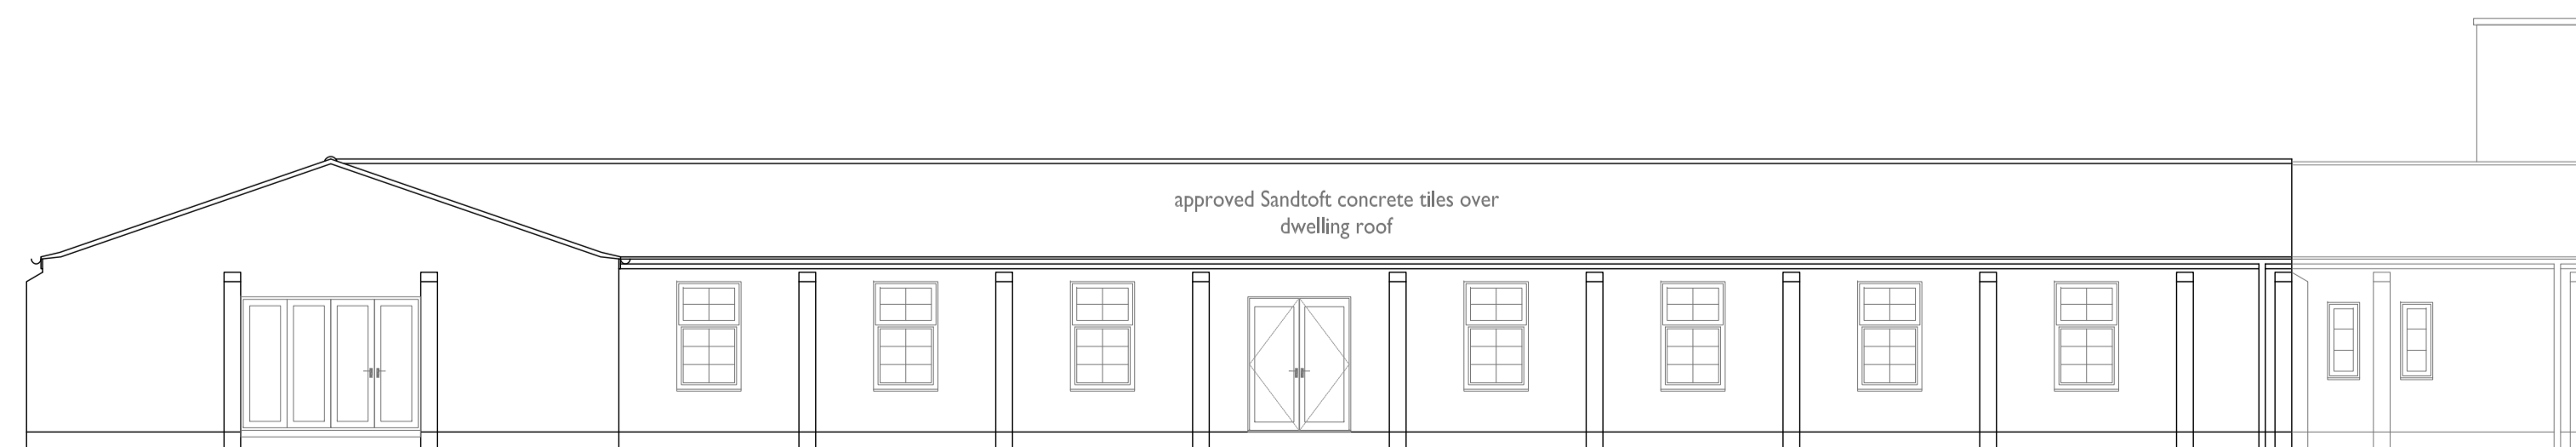 approved Sandtoft concrete tiles over
dwelling roof